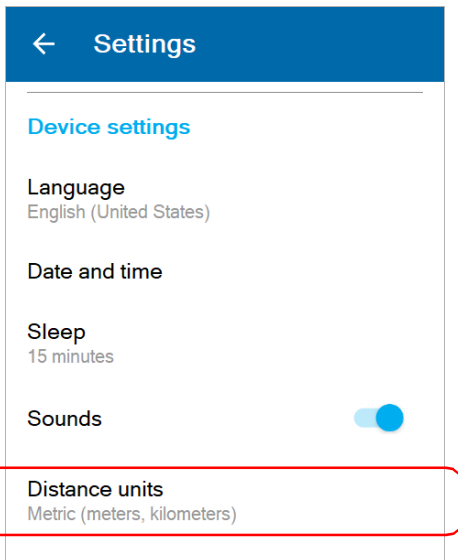 Settings
Device settings
Language
English (United States)
Date and time
Sleep
15 minutes
Sounds
Distance units
Metric (meters, kilometers)